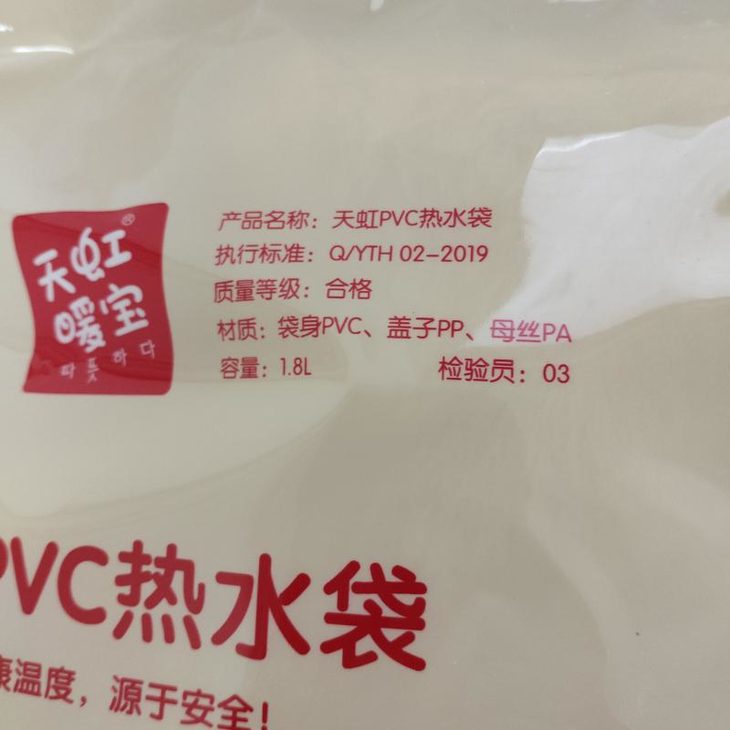 天虹®
暖宝
따뜻하다
产品名称：天虹PVC热水袋
执行标准：Q/YTH 02-2019
质量等级：合格
材质：袋身PVC、盖子PP、母丝PA
容量：1.8L
检验员：03
PVC热水袋
康温度，源于安全！